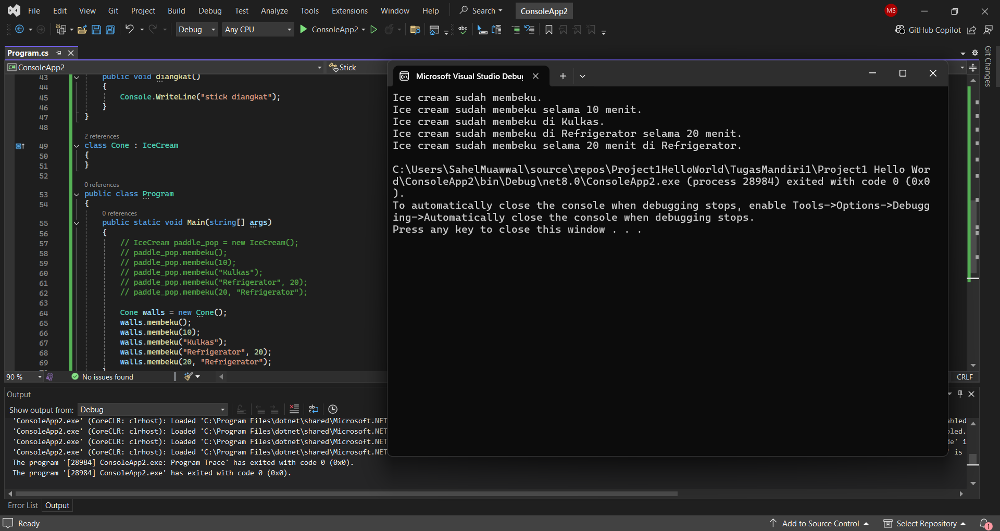 File Edit View Git Project Build Debug Test Analyze Tools Extensions Window Help Search ConsoleApp2 MS
Debug Any CPU ConsoleApp2 GitHub Copilot
Program.cs
ConsoleApp2 Stick
Git Changes
43 public void diangkat()
44 {
45 Console.WriteLine("stick diangkat");
46 }
47 }
48
2 references
49 class Cone : IceCream
50 {
51 }
52
0 references
53 public class Program
54 {
0 references
55 public static void Main(string[] args)
56 {
57 // IceCream paddle_pop = new IceCream();
58 // paddle_pop.membeku();
59 // paddle_pop.membeku(10);
60 // paddle_pop.membeku("Kulkas");
61 // paddle_pop.membeku("Refrigerator", 20);
62 // paddle_pop.membeku(20, "Refrigerator");
63
64 Cone walls = new Cone();
65 walls.membeku();
66 walls.membeku(10);
67 walls.membeku("Kulkas");
68 walls.membeku("Refrigerator", 20);
69 walls.membeku(20, "Refrigerator");
90 % No issues found CRLF
Microsoft Visual Studio Debug
Ice cream sudah membeku.
Ice cream sudah membeku selama 10 menit.
Ice cream sudah membeku di Kulkas.
Ice cream sudah membeku di Refrigerator selama 20 menit.
Ice cream sudah membeku selama 20 menit di Refrigerator.
C:\Users\SahelMuawwal\source\repos\Project1HelloWorld\TugasMandiri1\Project1 Hello Wor
d\ConsoleApp2\bin\Debug\net8.0\ConsoleApp2.exe (process 28984) exited with code 0 (0x0
).
To automatically close the console when debugging stops, enable Tools->Options->Debugg
ing->Automatically close the console when debugging stops.
Press any key to close this window . . .
Output
Show output from: Debug
'ConsoleApp2.exe' (CoreCLR: clrhost): Loaded 'C:\Program Files\dotnet\shared\Microsoft.NET abled
'ConsoleApp2.exe' (CoreCLR: clrhost): Loaded 'C:\Program Files\dotnet\shared\Microsoft.NET bled.
'ConsoleApp2.exe' (CoreCLR: clrhost): Loaded 'C:\Program Files\dotnet\shared\Microsoft.NET de' i
'ConsoleApp2.exe' (CoreCLR: clrhost): Loaded 'C:\Program Files\dotnet\shared\Microsoft.NET ' is
The program '[28984] ConsoleApp2.exe: Program Trace' has exited with code 0 (0x0).
The program '[28984] ConsoleApp2.exe' has exited with code 0 (0x0).
Error List Output
Ready Add to Source Control Select Repository 1